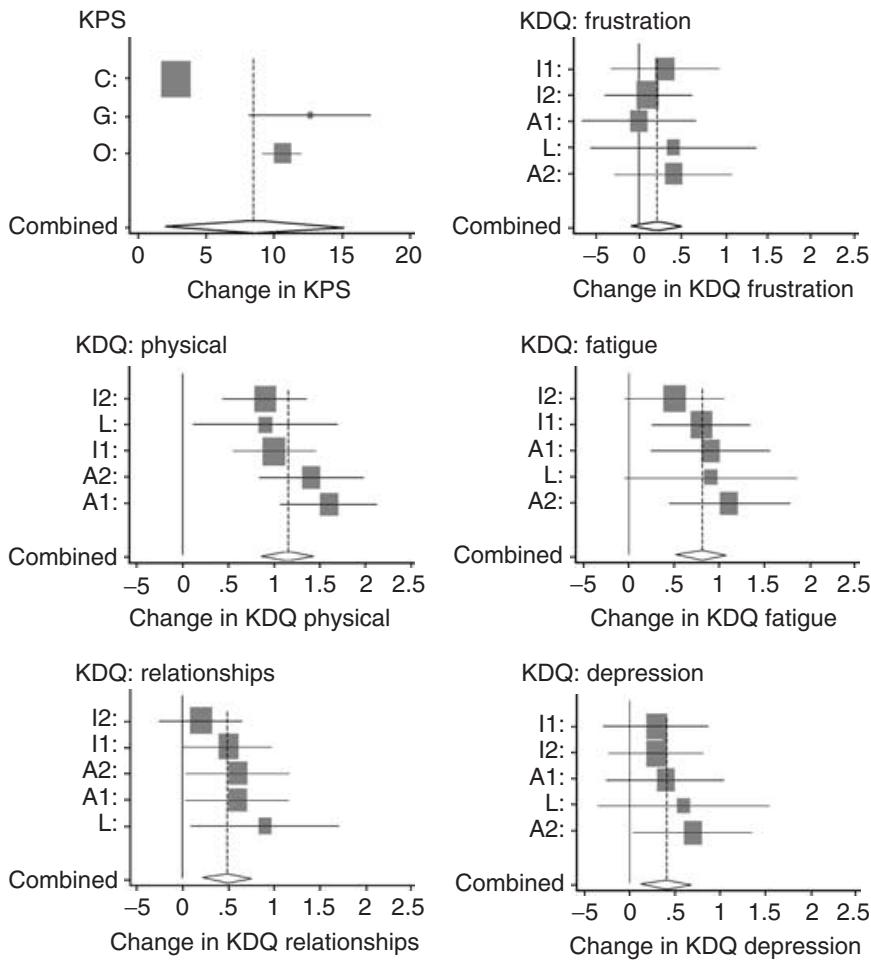 KPS
C:
G:
O:
Combined
0 5 10 15 20
Change in KPS
KDQ: frustration
I1:
I2:
A1:
L:
A2:
–5 0 .5 1 1.5 2 2.5
Change in KDQ frustration
KDQ: physical
I2:
L:
I1:
A2:
A1:
Combined
–5 0 .5 1 1.5 2 2.5
Change in KDQ physical
KDQ: fatigue
I2:
I1:
A1:
L:
A2:
Combined
–5 0 .5 1 1.5 2 2.5
Change in KDQ fatigue
KDQ: relationships
I2:
I1:
A2:
A1:
L:
Combined
–5 0 .5 1 1.5 2 2.5
Change in KDQ relationships
KDQ: depression
I1:
I2:
A1:
L:
A2:
Combined
–5 0 .5 1 1.5 2 2.5
Change in KDQ depression